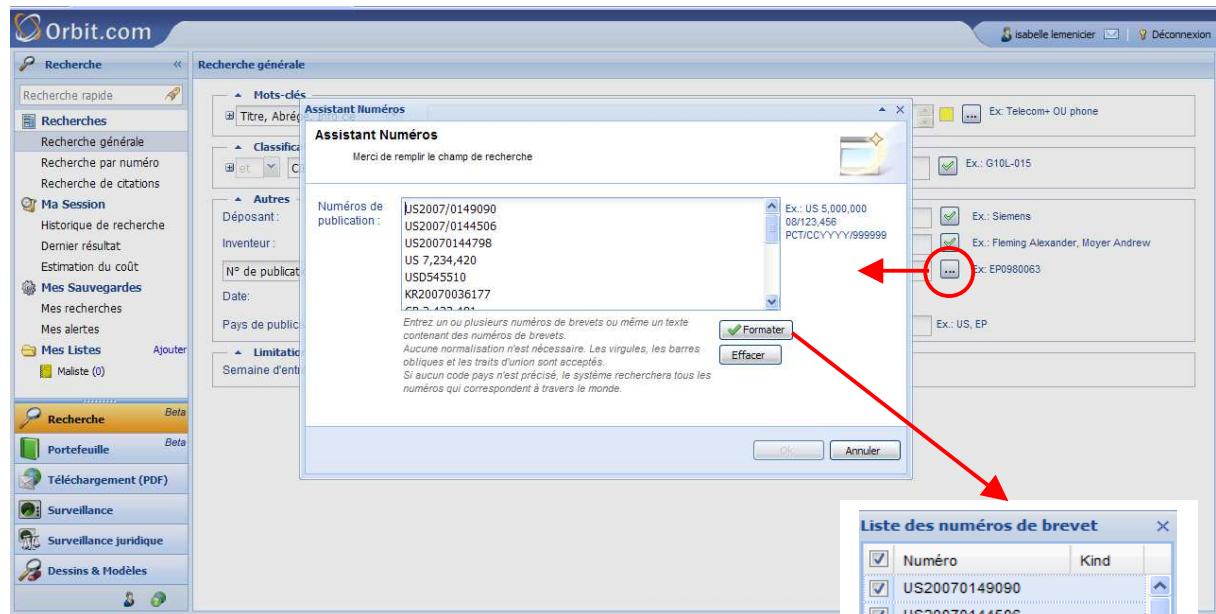 Orbit.com
isabelle lemenicier
Déconnexion
Recherche «
Recherche générale
Recherche rapide
Recherches
Recherche générale
Recherche par numéro
Recherche de citations
Ma Session
Historique de recherche
Dernier résultat
Estimation du coût
Mes Sauvegardes
Mes recherches
Mes alertes
Mes Listes Ajouter
Maliste (0)
Recherche Beta
Portefeuille Beta
Téléchargement (PDF)
Surveillance
Surveillance juridique
Dessins & Modèles
Mots-clés
Titre, Abrégé,
... Ex: Telecom+ OU phone
Classifica
et C
Ex.: G10L-015
Autres
Déposant:
Ex.: Siemens
Inventeur:
Ex.: Fleming Alexander, Moyer Andrew
N° de publicat
... Ex: EP0980063
Date:
Pays de public
Ex.: US, EP
Limitatio
Semaine d'entr
Assistant Numéros
Assistant Numéros
Merci de remplir le champ de recherche
Numéros de publication :
US2007/0149090
US2007/0144506
US20070144798
US 7,234,420
USD545510
KR20070036177
Ex.: US 5,000,000
08/123,456
PCT/CCYYYY/999999
Entrez un ou plusieurs numéros de brevets ou même un texte
contenant des numéros de brevets.
Aucune normalisation n'est nécessaire. Les virgules, les barres
obliques et les traits d'union sont acceptés.
Si aucun code pays n'est précisé, le système recherchera tous les
numéros qui correspondent à travers le monde.
Formater
Effacer
Ok
Annuler
Liste des numéros de brevet
Numéro Kind
US20070149090
US20070144506